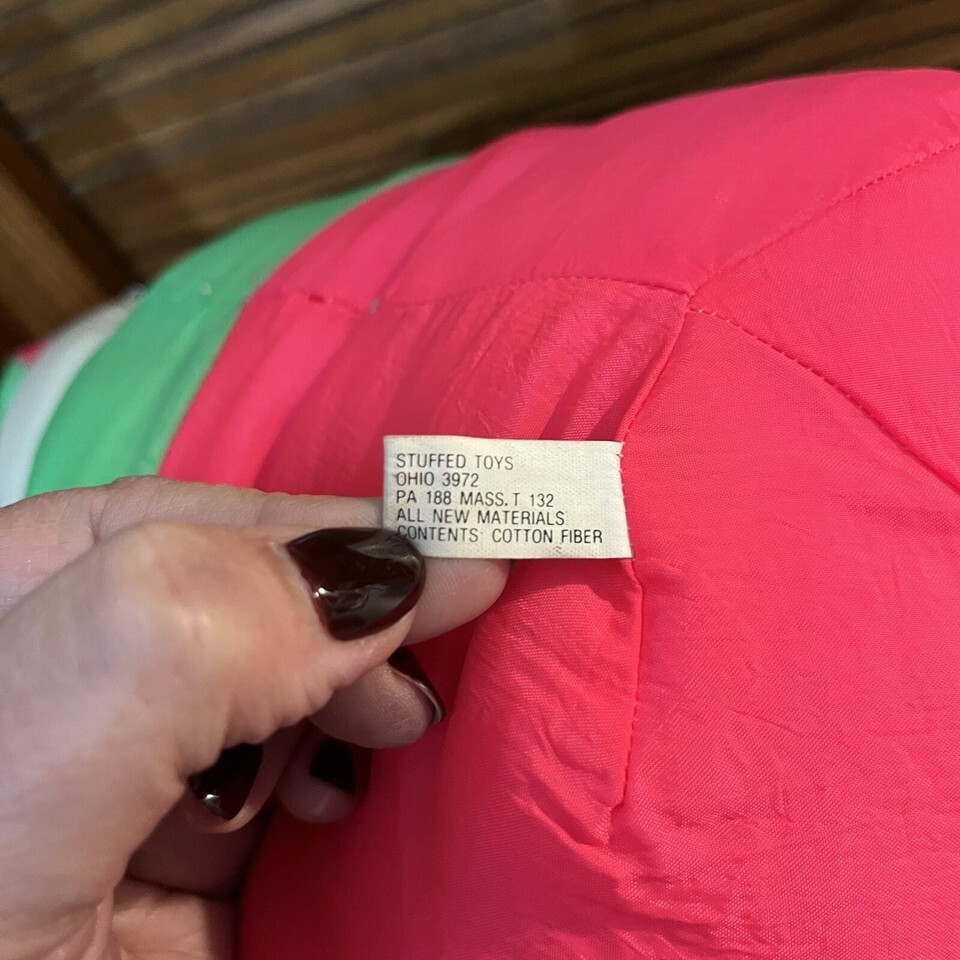 STUFFED TOYS
OHIO 3972
PA 188 MASS. T 132
ALL NEW MATERIALS
CONTENTS: COTTON FIBER